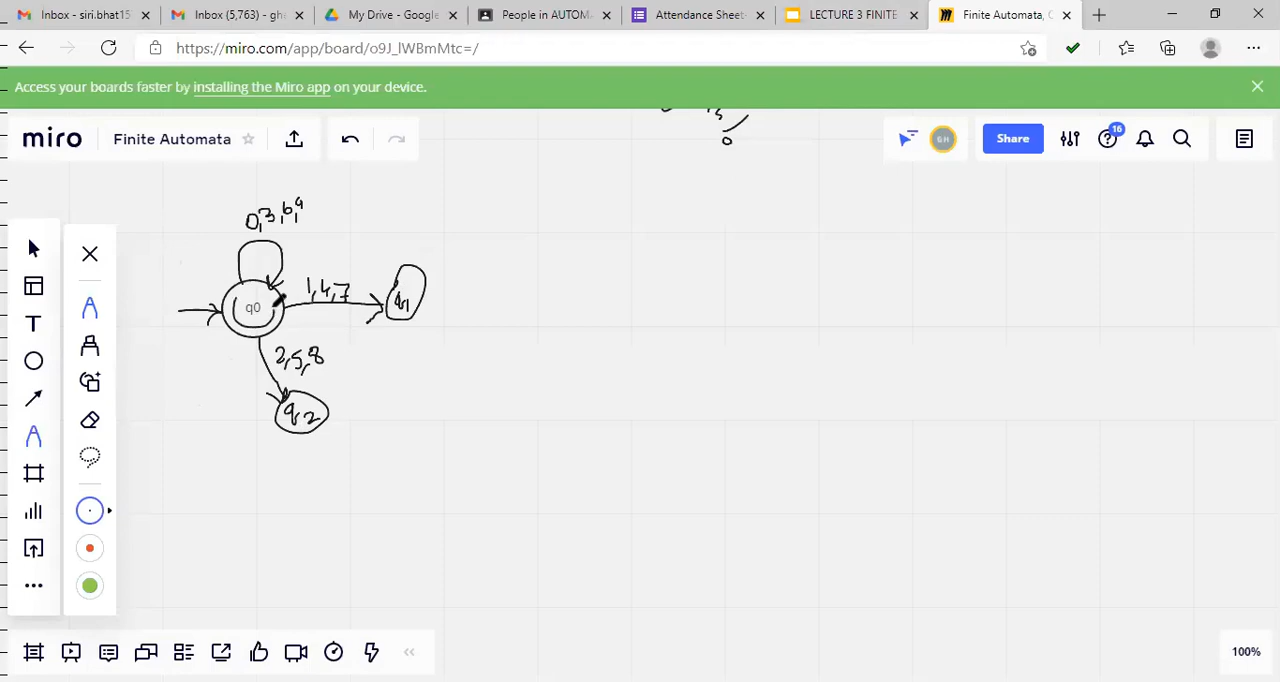 Inbox - siri.bhat15
Inbox (5,763) - ghe
My Drive - Google
People in AUTOM
Attendance Sheet-
LECTURE 3 FINITE
Finite Automata, C
https://miro.com/app/board/o9J_lWBmMtc=/
Access your boards faster by installing the Miro app on your device.
miro
Finite Automata
GH
Share
16
0
0,3,6,9
1,4,7
q0
q1
2,5,8
q2
T
100%